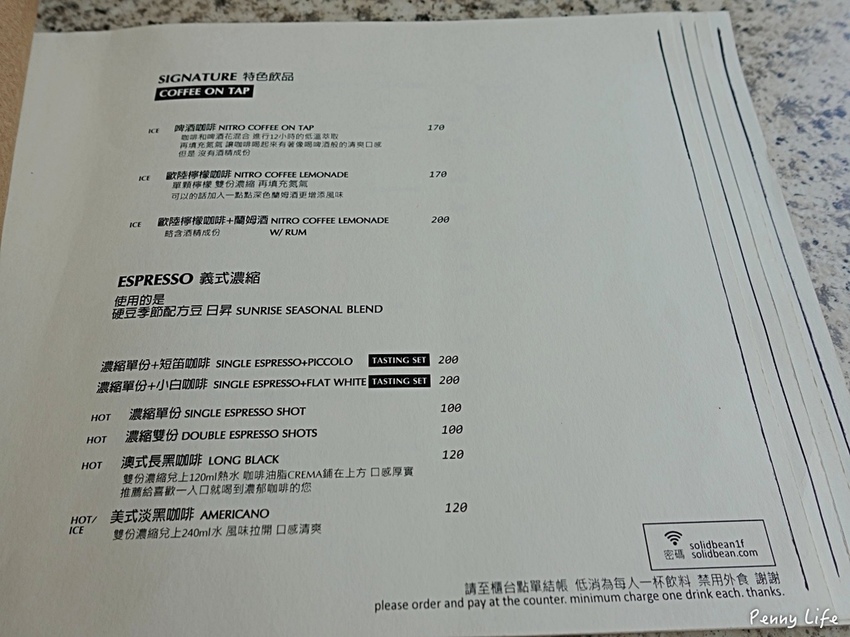 SIGNATURE 特色飲品
COFFEE ON TAP
ICE 啤酒咖啡 NITRO COFFEE ON TAP 170
咖啡和啤酒花混合 進行12小時的低溫萃取
再填充氮氣 讓咖啡喝起來有著像喝啤酒般的清爽口感
但是 沒有酒精成份
ICE 歐陸檸檬咖啡 NITRO COFFEE LEMONADE 170
單顆檸檬 雙份濃縮 再填充氮氣
可以的話加入一點點深色蘭姆酒更增添風味
ICE 歐陸檸檬咖啡+蘭姆酒 NITRO COFFEE LEMONADE 200
略含酒精成份 W/ RUM
ESPRESSO 義式濃縮
使用的是
硬豆季節配方豆 日昇 SUNRISE SEASONAL BLEND
濃縮單份+短笛咖啡 SINGLE ESPRESSO+PICCOLO TASTING SET 200
濃縮單份+小白咖啡 SINGLE ESPRESSO+FLAT WHITE TASTING SET 200
HOT 濃縮單份 SINGLE ESPRESSO SHOT 100
HOT 濃縮雙份 DOUBLE ESPRESSO SHOTS 100
HOT 澳式長黑咖啡 LONG BLACK 120
雙份濃縮兌上120ml熱水 咖啡油脂CREMA鋪在上方 口感厚實
推薦給喜歡一入口就喝到濃郁咖啡的您
HOT/ICE 美式淡黑咖啡 AMERICANO 120
雙份濃縮兌上240ml水 風味拉開 口感清爽
solidbean1f
密碼 solidbean.com
請至櫃台點單結帳 低消為每人一杯飲料 禁用外食 謝謝
please order and pay at the counter. minimum charge one drink each. thanks.
Penny Life